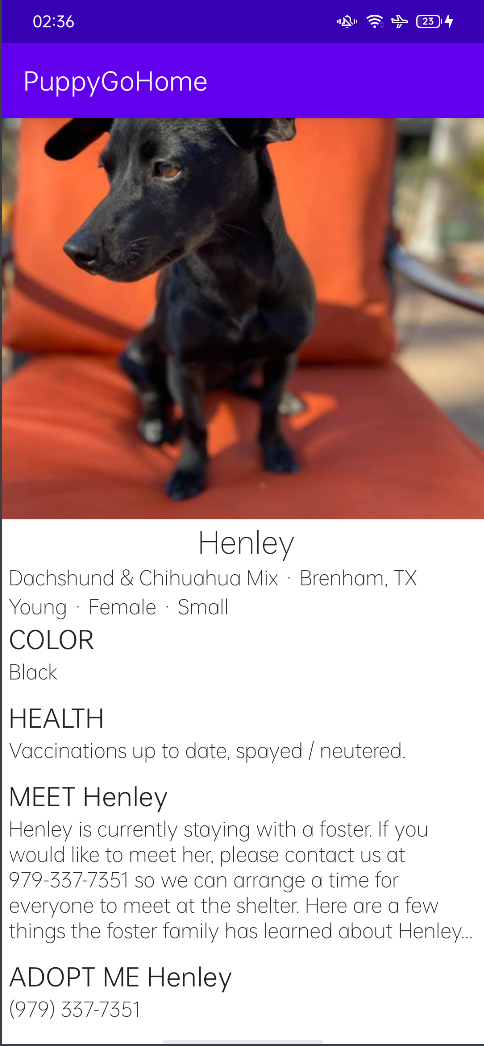 02:36
23
PuppyGoHome
Henley
Dachshund & Chihuahua Mix · Brenham, TX
Young · Female · Small
COLOR
Black
HEALTH
Vaccinations up to date, spayed / neutered.
MEET Henley
Henley is currently staying with a foster. If you
would like to meet her, please contact us at
979-337-7351 so we can arrange a time for
everyone to meet at the shelter. Here are a few
things the foster family has learned about Henley...
ADOPT ME Henley
(979) 337-7351